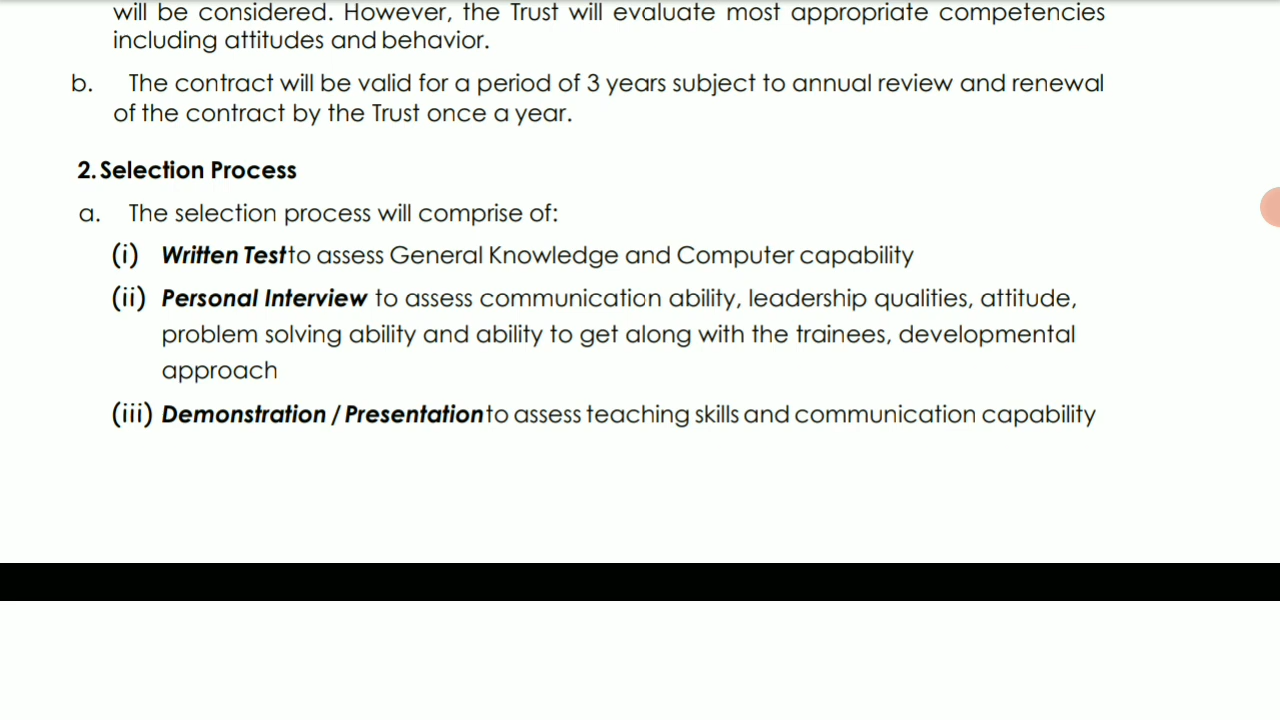 will be considered. However, the Trust will evaluate most appropriate competencies
including attitudes and behavior.
b. The contract will be valid for a period of 3 years subject to annual review and renewal
of the contract by the Trust once a year.
2. Selection Process
a. The selection process will comprise of:
(i) Written Testto assess General Knowledge and Computer capability
(ii) Personal Interview to assess communication ability, leadership qualities, attitude,
problem solving ability and ability to get along with the trainees, developmental
approach
(iii) Demonstration / Presentationto assess teaching skills and communication capability